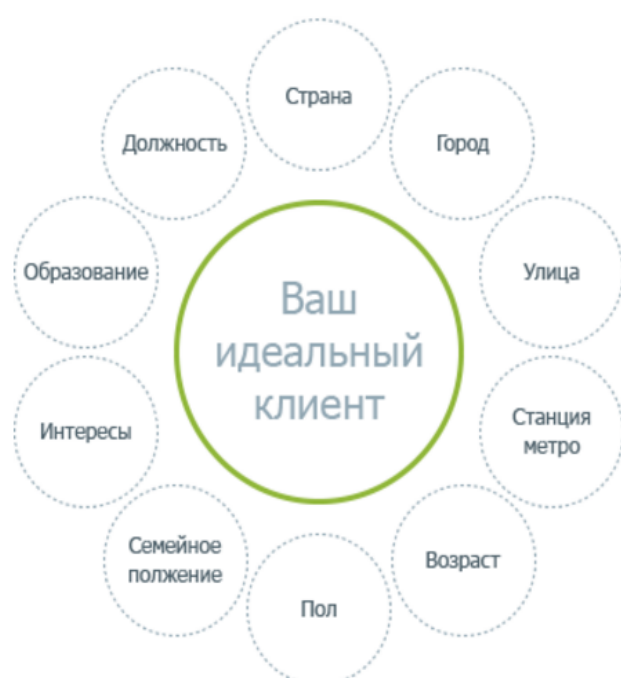 Страна
Город
Улица
Станция
метро
Возраст
Пол
Семейное
полжение
Интересы
Образование
Должность
Ваш
идеальный
клиент